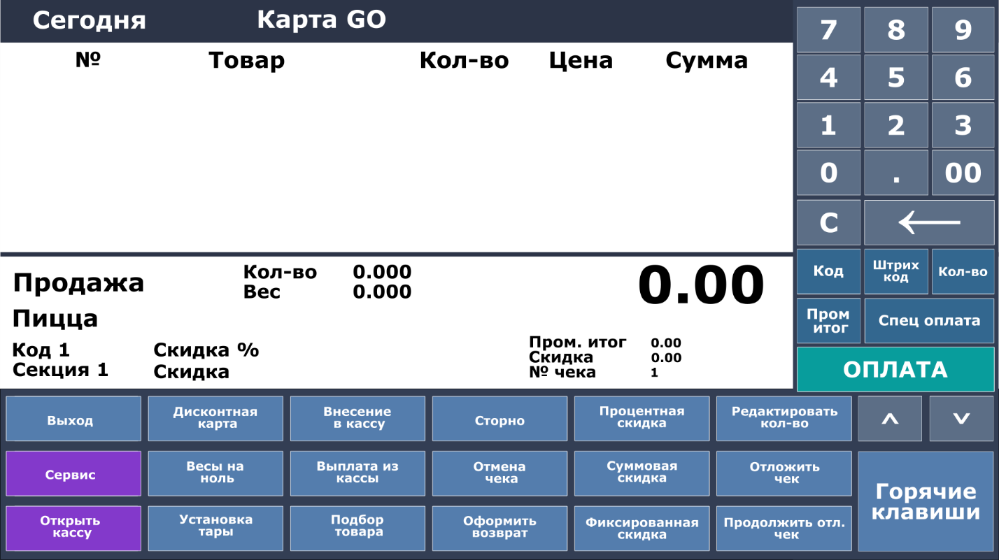 Сегодня Карта GO
№ Товар Кол-во Цена Сумма
7 8 9
4 5 6
1 2 3
0 . 00
C ←
Код Штрих код Кол-во
Пром итог Спец оплата
ОПЛАТА
Продажа
Кол-во 0.000
Вес 0.000
0.00
Пицца
Код 1 Скидка %
Секция 1 Скидка
Пром. итог 0.00
Скидка 0.00
№ чека 1
Выход
Дисконтная
карта
Внесение
в кассу
Сторно
Процентная
скидка
Редактировать
кол-во
^ v
Сервис
Весы на
ноль
Выплата из
кассы
Отмена
чека
Суммовая
скидка
Отложить
чек
Горячие
клавиши
Открыть
кассу
Установка
тары
Подбор
товара
Оформить
возврат
Фиксированная
скидка
Продолжить отл.
чек